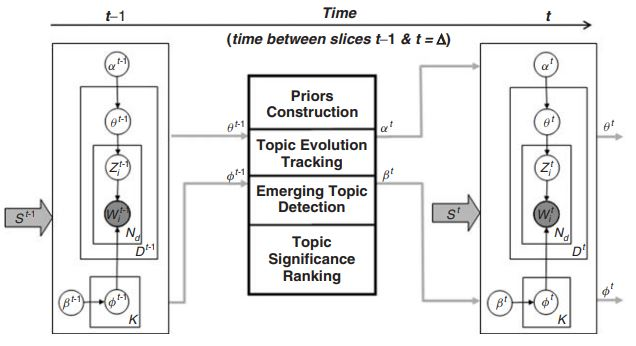 t–1 Time t
(time between slices t–1 & t = Δ)
α^{t-1}
θ^{t-1}
Z_i^{t-1}
W_i^{t-1}
N_d
D^{t-1}
S^{t-1}
β^{t-1}
ϕ^{t-1}
K
θ^{t-1}
ϕ^{t-1}
Priors
Construction
Topic Evolution
Tracking
Emerging Topic
Detection
Topic
Significance
Ranking
α^t
β^t
S^t
α^t
θ^t
Z_i^t
W_i^t
N_d
D^t
β^t
ϕ^t
K
θ^t
ϕ^t